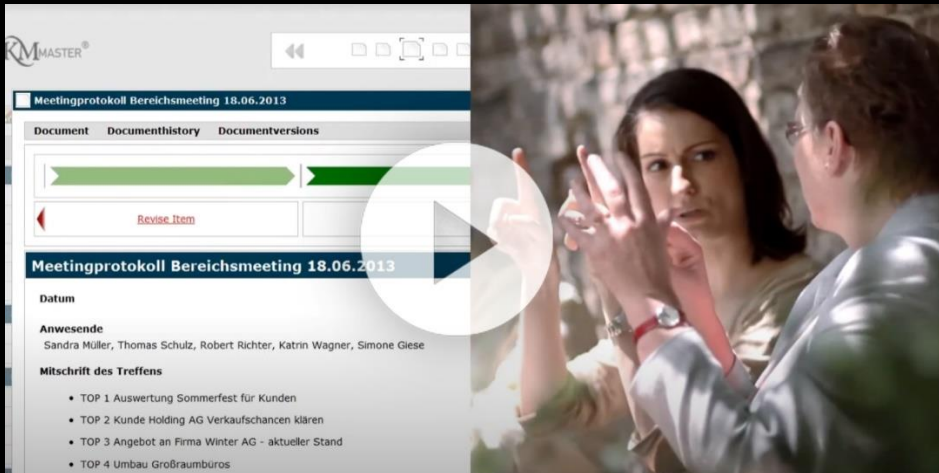 KMMASTER®
Meetingprotokoll Bereichsmeeting 18.06.2013
Document Documenthistory Documentversions
Revise Item
Meetingprotokoll Bereichsmeeting 18.06.2013
Datum
Anwesende
Sandra Müller, Thomas Schulz, Robert Richter, Katrin Wagner, Simone Giese
Mitschrift des Treffens
• TOP 1 Auswertung Sommerfest für Kunden
• TOP 2 Kunde Holding AG Verkaufschancen klären
• TOP 3 Angebot an Firma Winter AG - aktueller Stand
• TOP 4 Umbau Großraumbüros